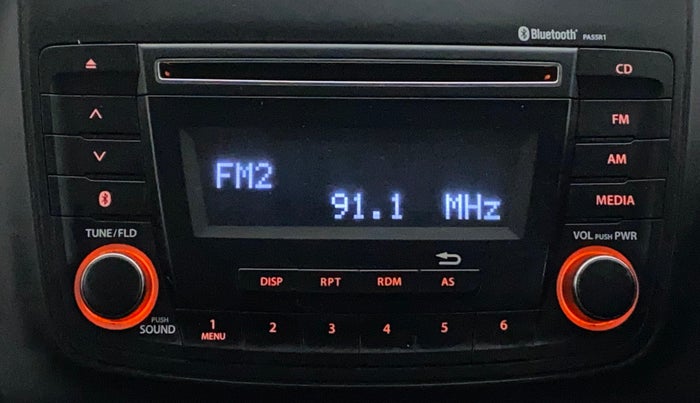 Bluetooth® PA55R1
CD
FM
AM
MEDIA
FM2
91.1 MHz
TUNE/FLD
VOL PUSH PWR
DISP RPT RDM AS
PUSH
SOUND
1 2 3 4 5 6
MENU